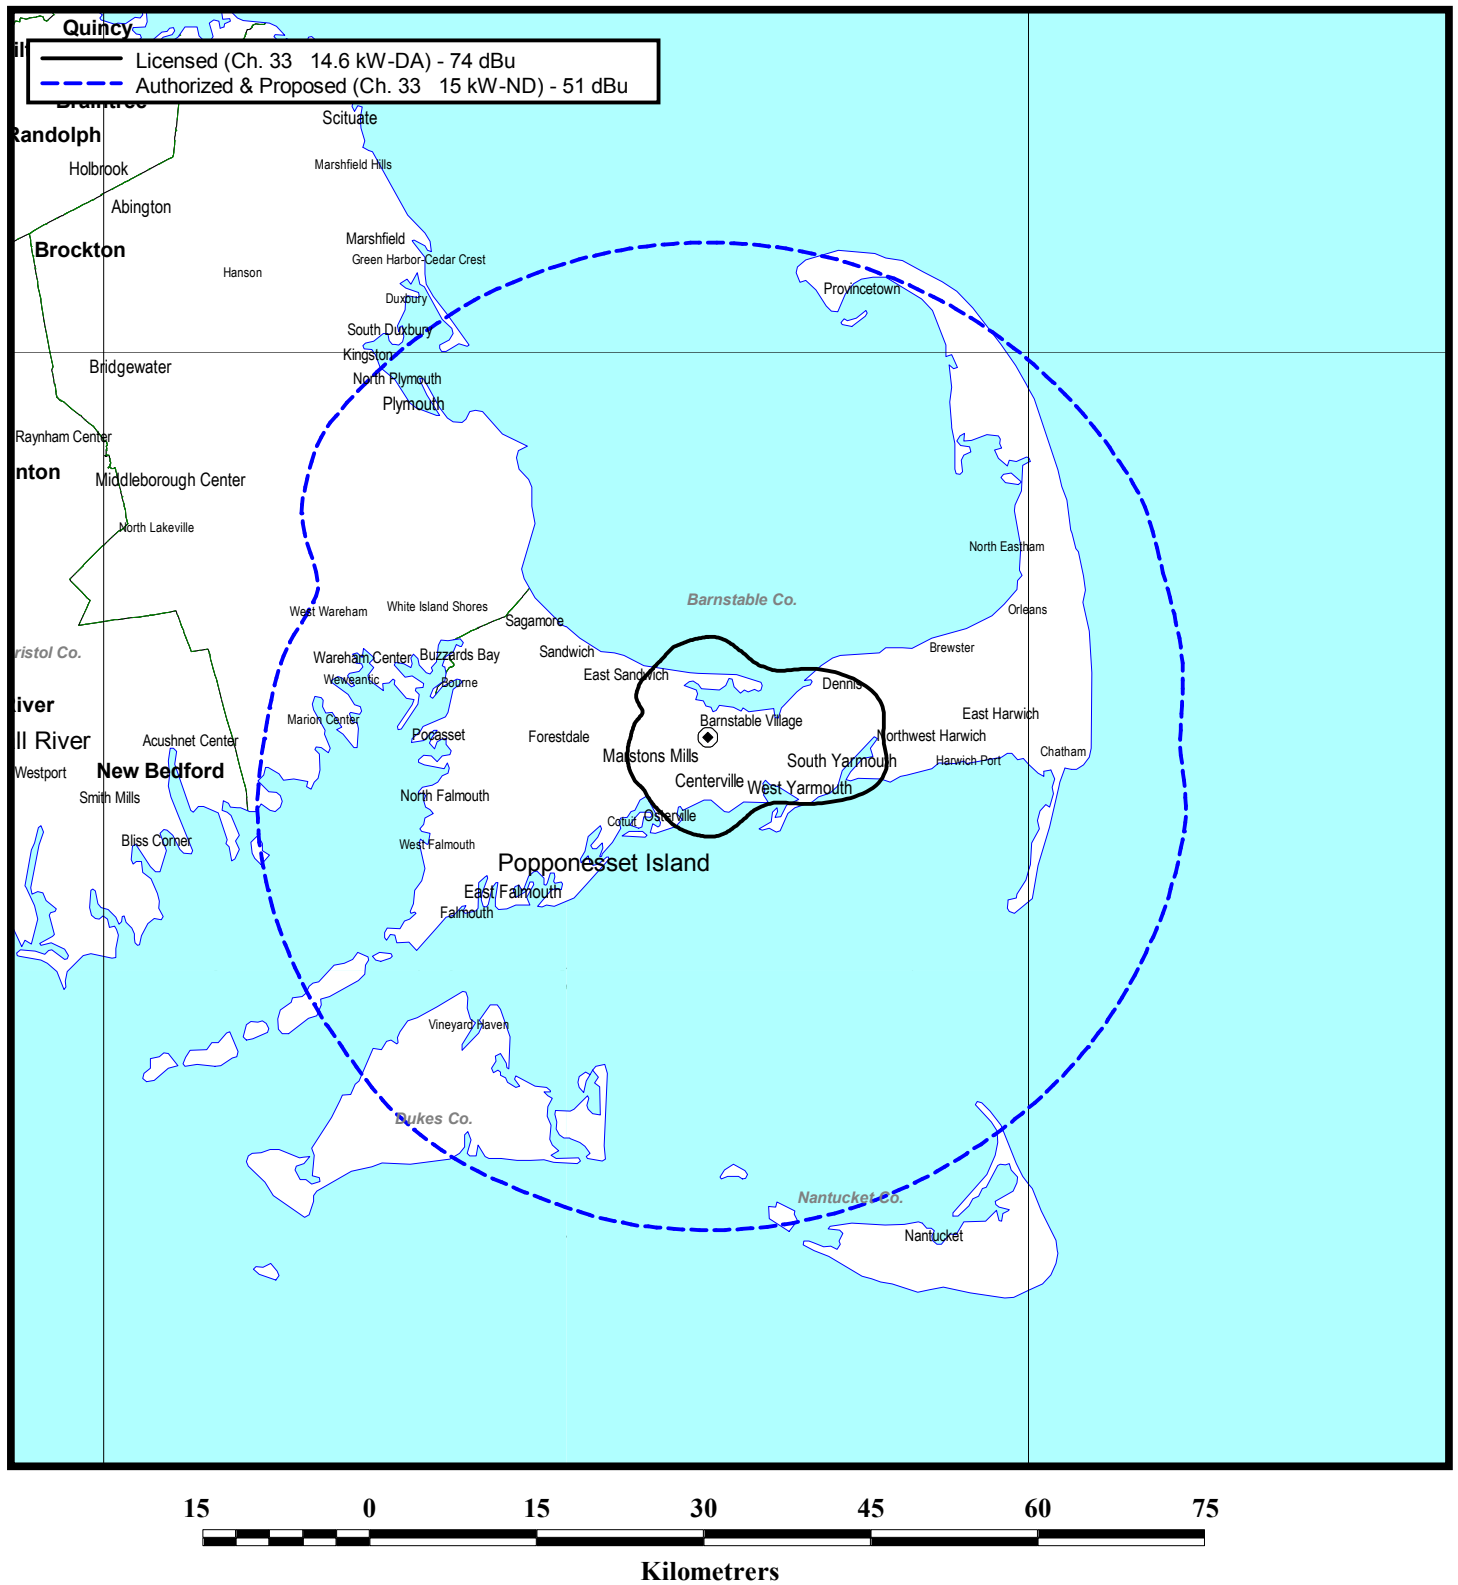 Quincy
Licensed (Ch. 33   14.6 kW-DA) - 74 dBu
Authorized & Proposed (Ch. 33   15 kW-ND) - 51 dBu
Braintree
Scituate
Randolph
Marshfield Hills
Holbrook
Abington
Marshfield
Brockton
Green Harbor-Cedar Crest
Hanson
Provincetown
Duxbury
South Duxbury
Kingston
Bridgewater
North Plymouth
Plymouth
Raynham Center
nton
Middleborough Center
North Lakeville
North Eastham
Barnstable Co.
White Island Shores
West Wareham
Orleans
Sagamore
Brewster
ristol Co.
Sandwich
Buzzards Bay
Wareham Center
East Sandwich
Weweantic
Bourne
Dennis
iver
East Harwich
Marion Center
Barnstable Village
Pocasset
Forestdale
Northwest Harwich
ll River
Acushnet Center
Chatham
Marstons Mills
South Yarmouth
Harwich Port
Westport
New Bedford
Centerville
West Yarmouth
Smith Mills
North Falmouth
Osterville
Cotuit
Bliss Corner
West Falmouth
Popponesset Island
East Falmouth
Falmouth
Vineyard Haven
Dukes Co.
Nantucket Co.
Nantucket
15 0 15 30 45 60 75
Kilometrers